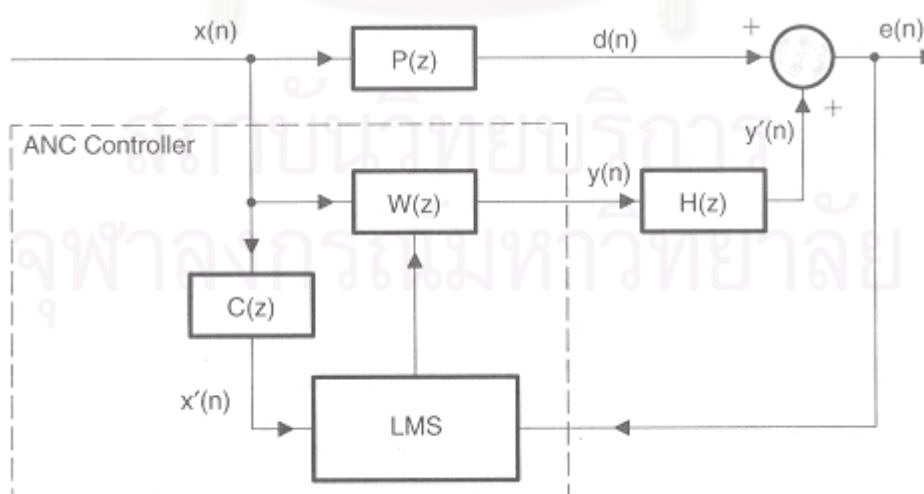 x(n)
P(z)
d(n)
+
e(n)
+
y'(n)
ANC Controller
W(z)
y(n)
H(z)
C(z)
x'(n)
LMS
สถาบันวิทยบริการ
จุฬาลงกรณ์มหาวิทยาลัย